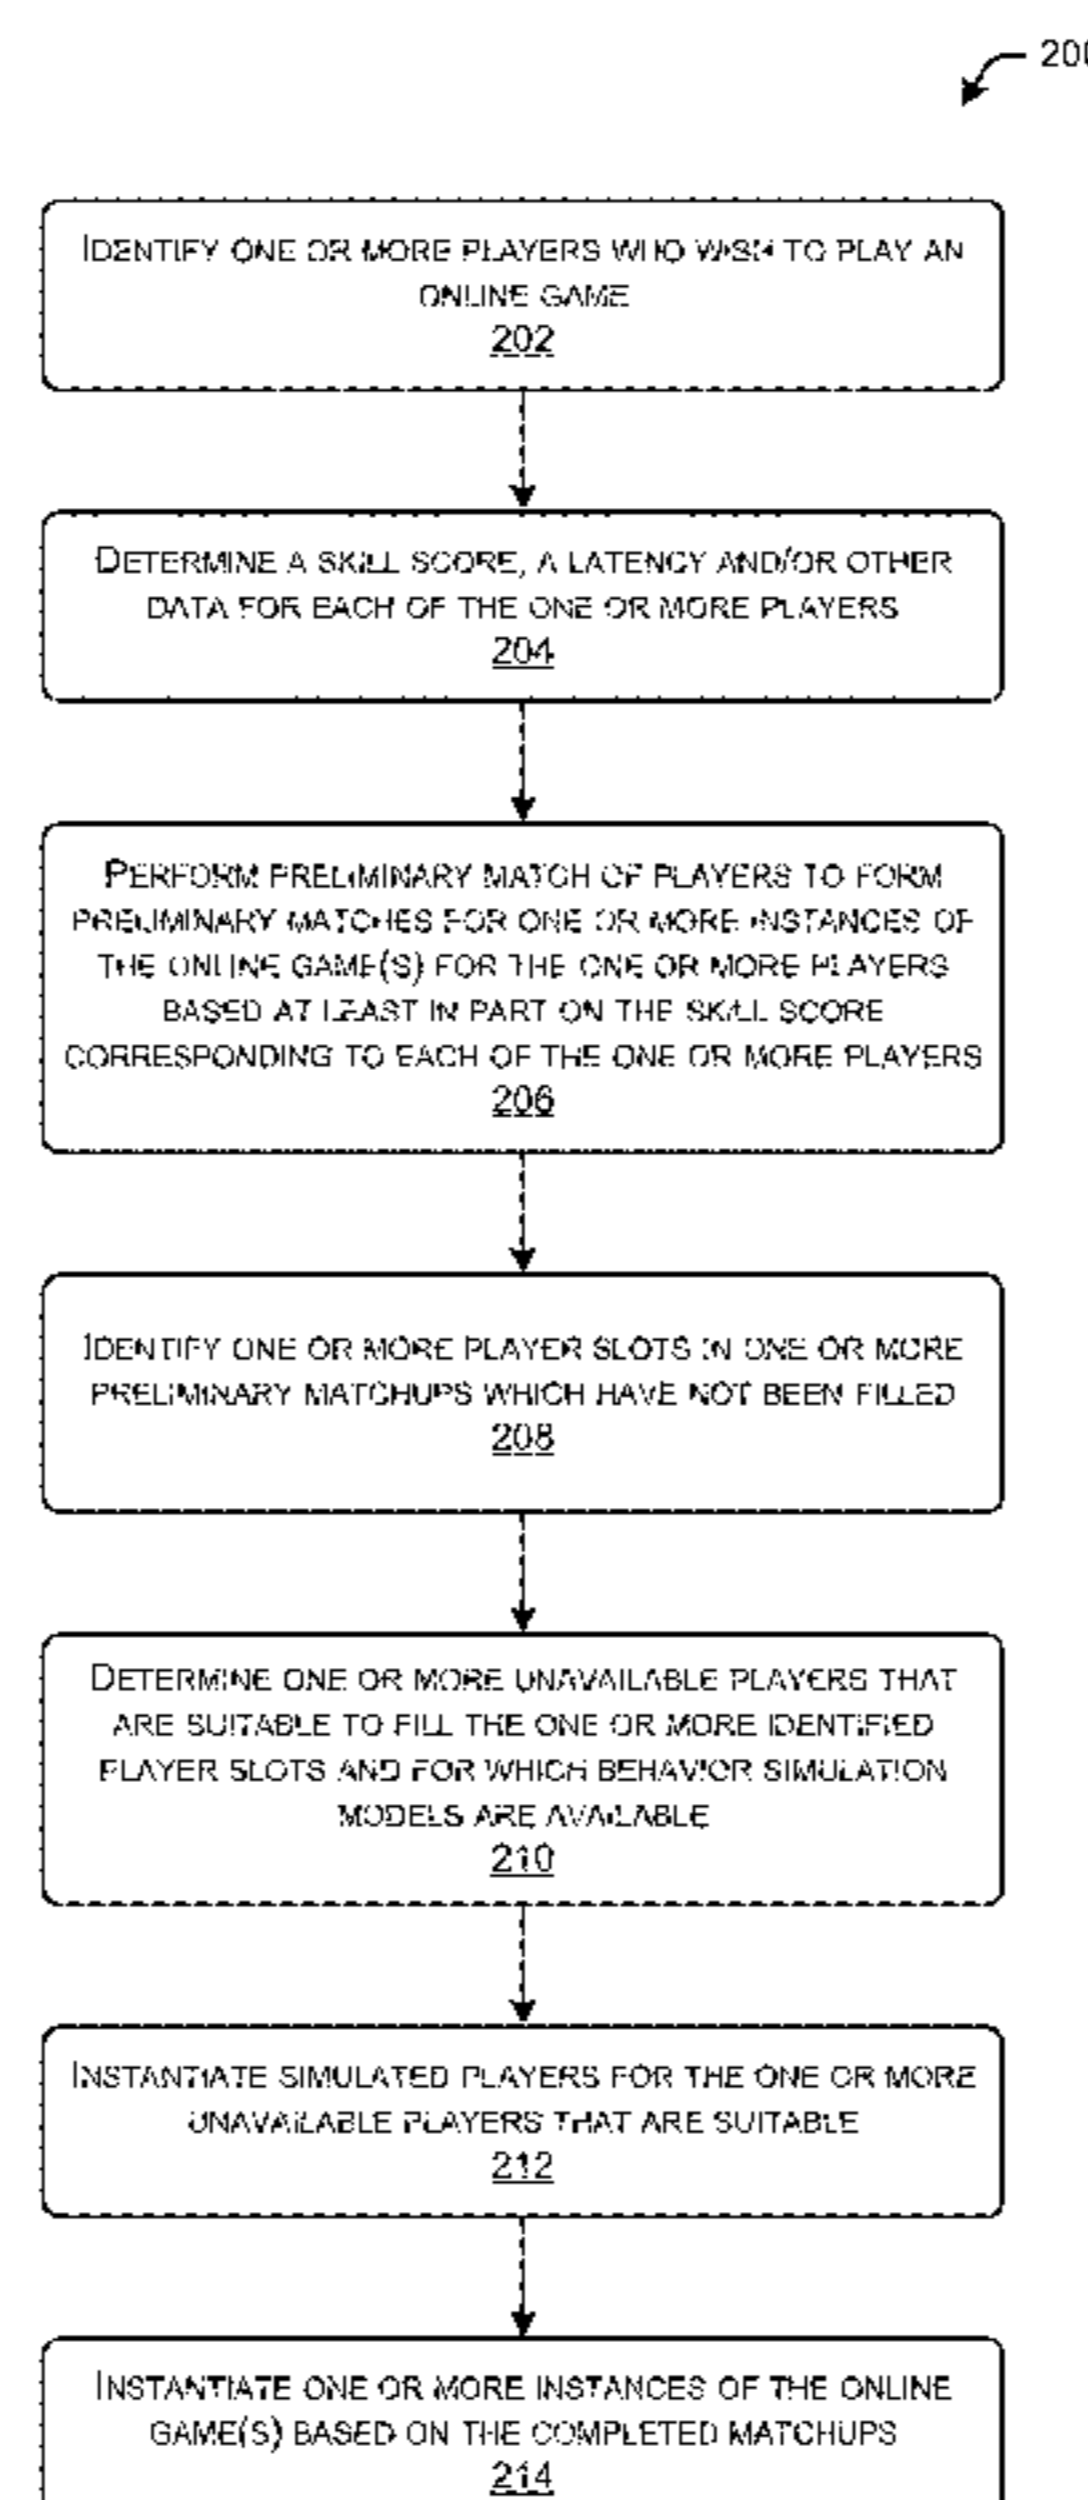 200
IDENTIFY ONE OR MORE PLAYERS WHO WISH TO PLAY AN
ONLINE GAME
202
DETERMINE A SKILL SCORE, A LATENCY AND/OR OTHER
DATA FOR EACH OF THE ONE OR MORE PLAYERS
204
PERFORM PRELIMINARY MATCH OF PLAYERS TO FORM
PRELIMINARY MATCHES FOR ONE OR MORE INSTANCES OF
THE ONLINE GAME(S) FOR THE ONE OR MORE PLAYERS
BASED AT LEAST IN PART ON THE SKILL SCORE
CORRESPONDING TO EACH OF THE ONE OR MORE PLAYERS
206
IDENTIFY ONE OR MORE PLAYER SLOTS IN ONE OR MORE
PRELIMINARY MATCHUPS WHICH HAVE NOT BEEN FILLED
208
DETERMINE ONE OR MORE UNAVAILABLE PLAYERS THAT
ARE SUITABLE TO FILL THE ONE OR MORE IDENTIFIED
PLAYER SLOTS AND FOR WHICH BEHAVIOR SIMULATION
MODELS ARE AVAILABLE
210
INSTANTIATE SIMULATED PLAYERS FOR THE ONE OR MORE
UNAVAILABLE PLAYERS THAT ARE SUITABLE
212
INSTANTIATE ONE OR MORE INSTANCES OF THE ONLINE
GAME(S) BASED ON THE COMPLETED MATCHUPS
214